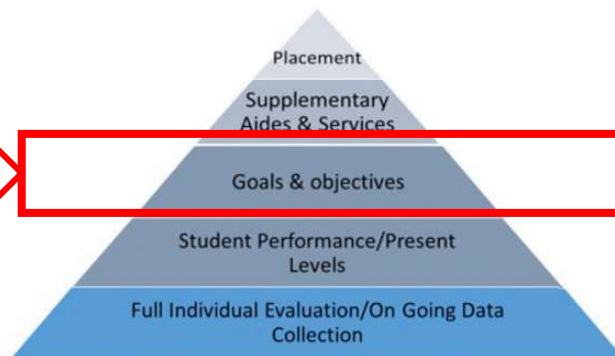 Placement
Supplementary
Aides & Services
Goals & objectives
Student Performance/Present
Levels
Full Individual Evaluation/On Going Data
Collection